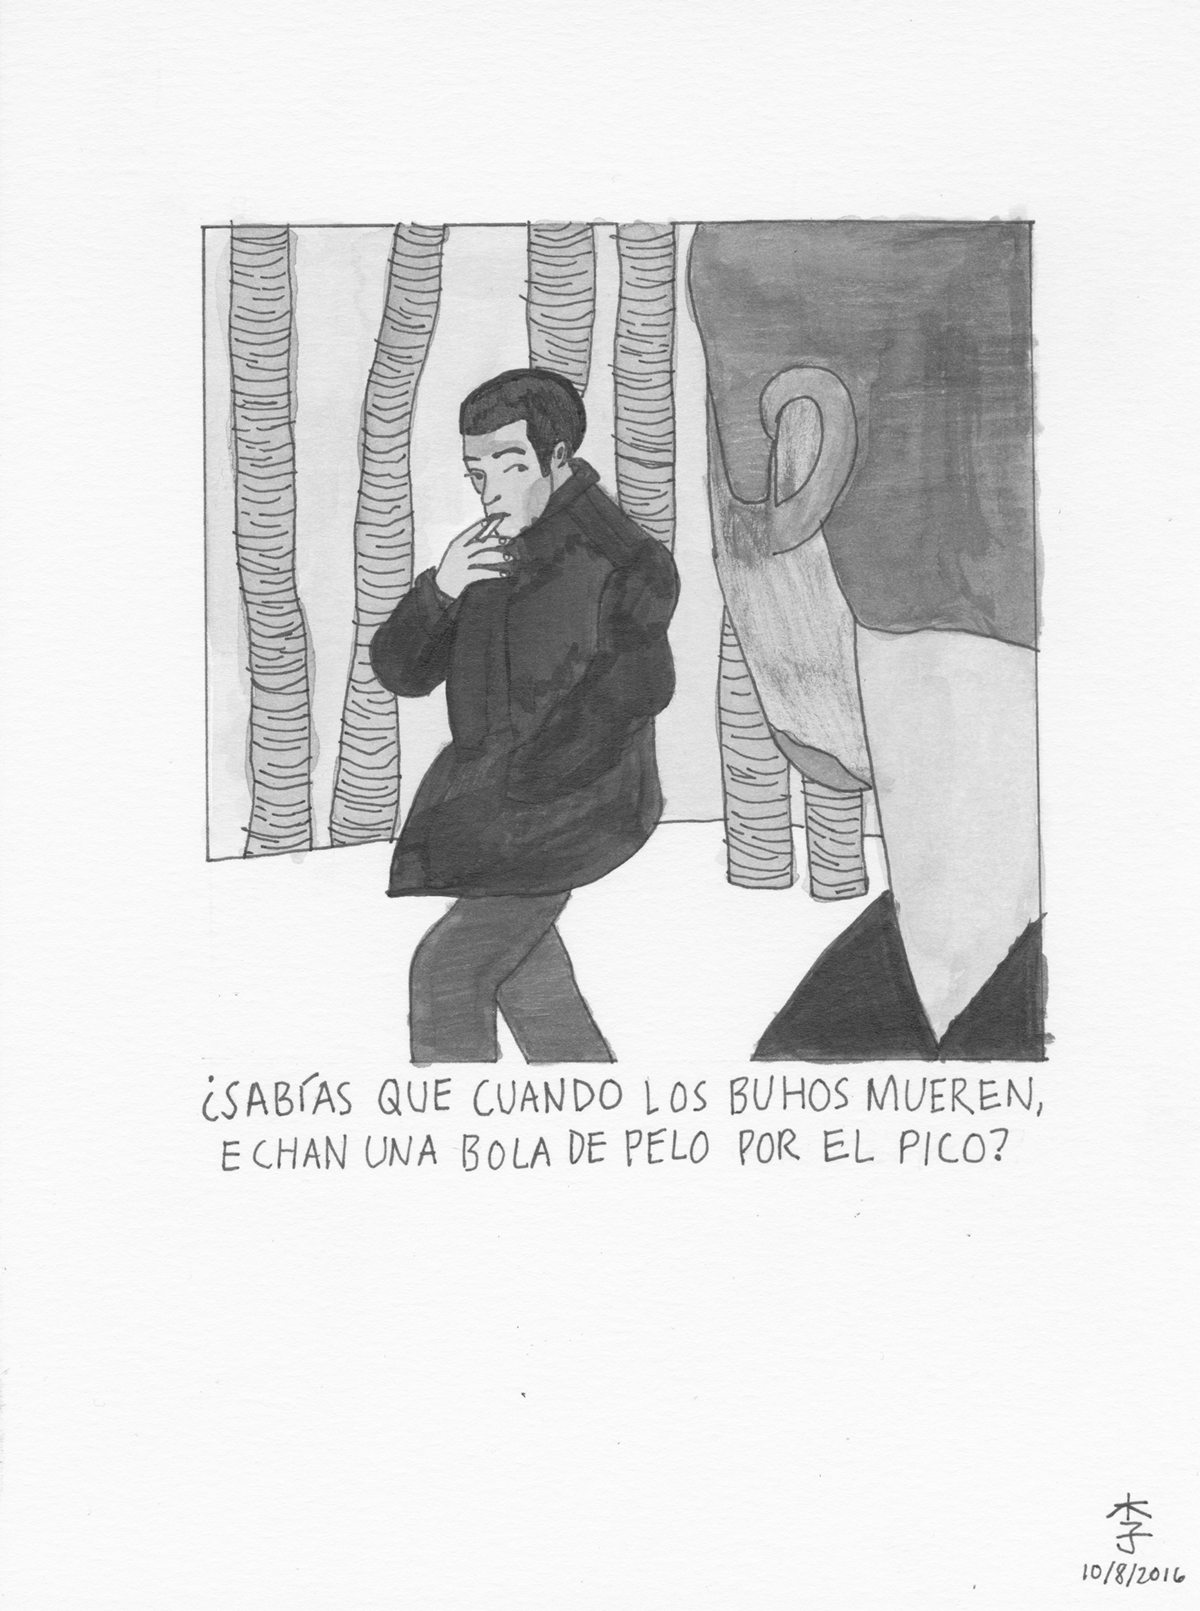 ¿SABÍAS QUE CUANDO LOS BUHOS MUEREN,
ECHAN UNA BOLA DE PELO POR EL PICO?
李
10/8/2016